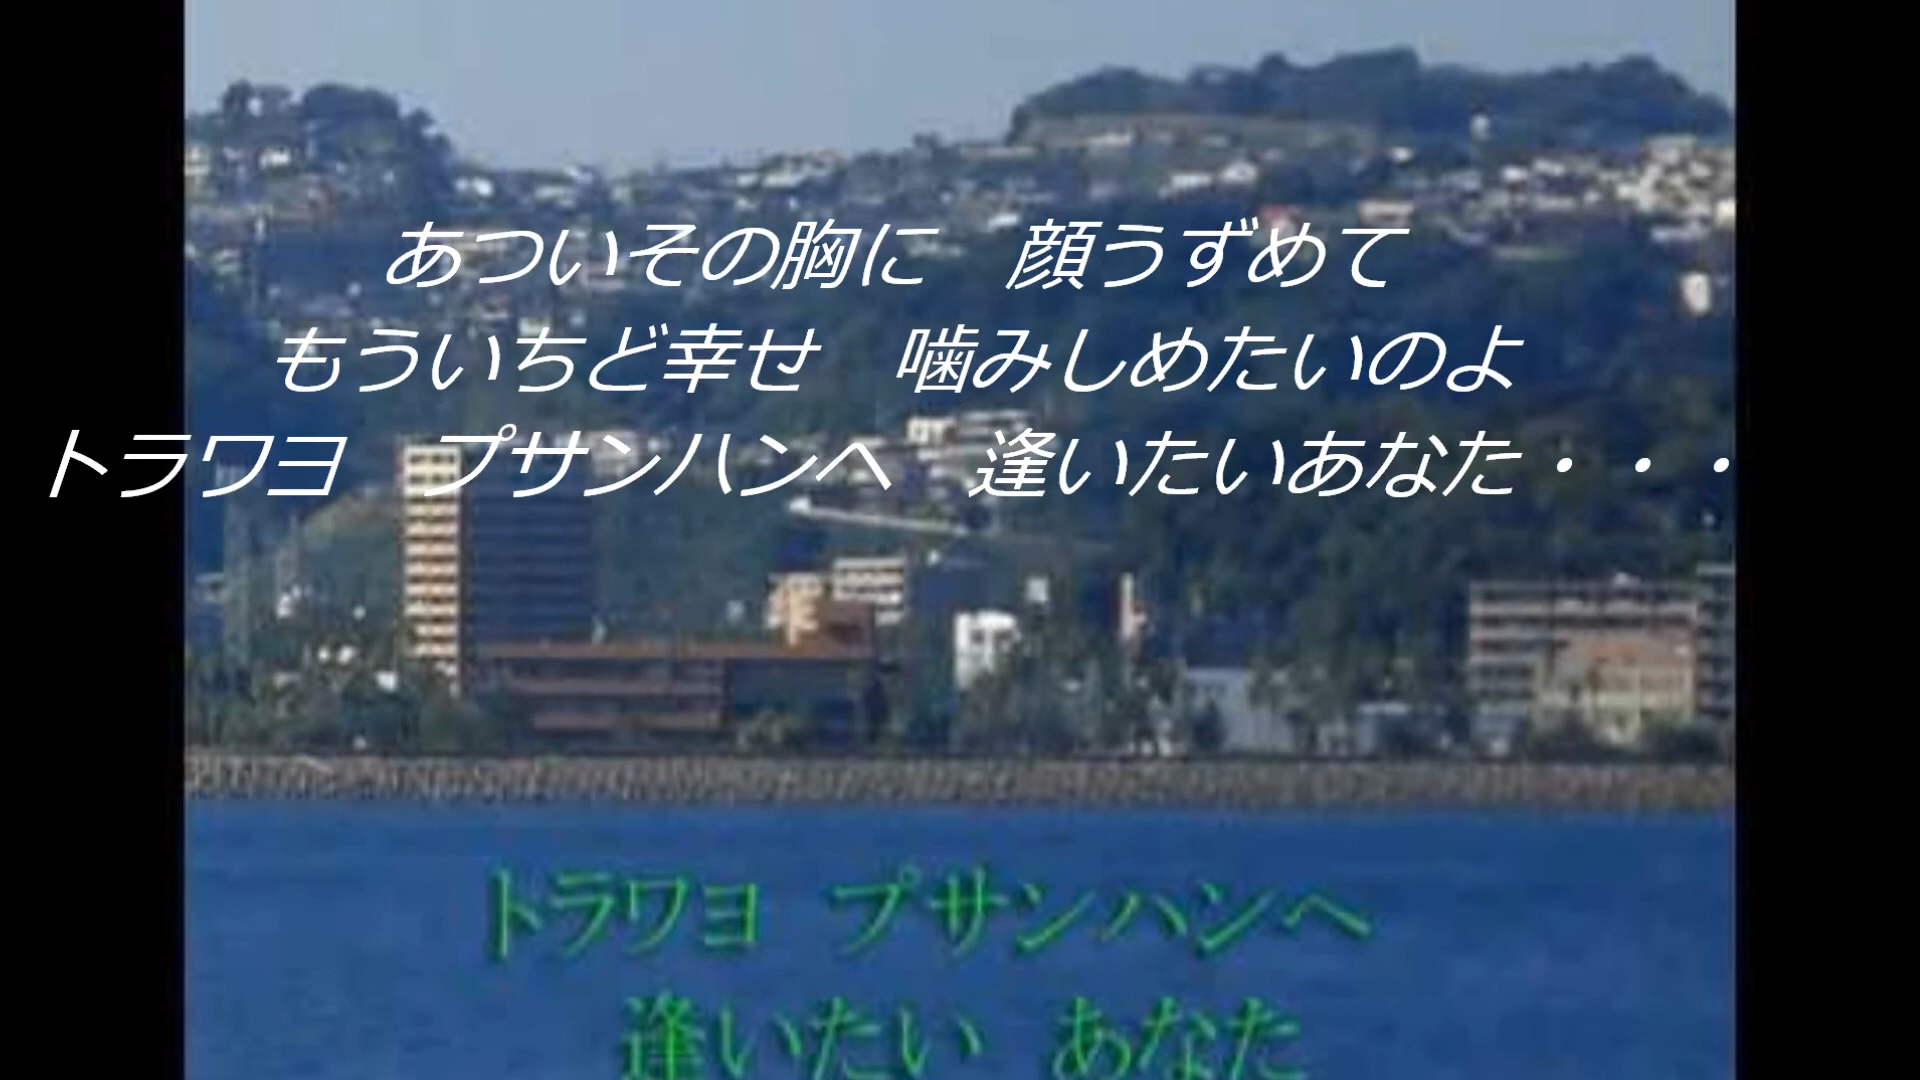 あついその胸に　顔うずめて
もういちど幸せ　噛みしめたいのよ
トラワヨ　プサンハンへ　逢いたいあなた・・・
トラワヨ プサンハンへ
逢いたい あなた